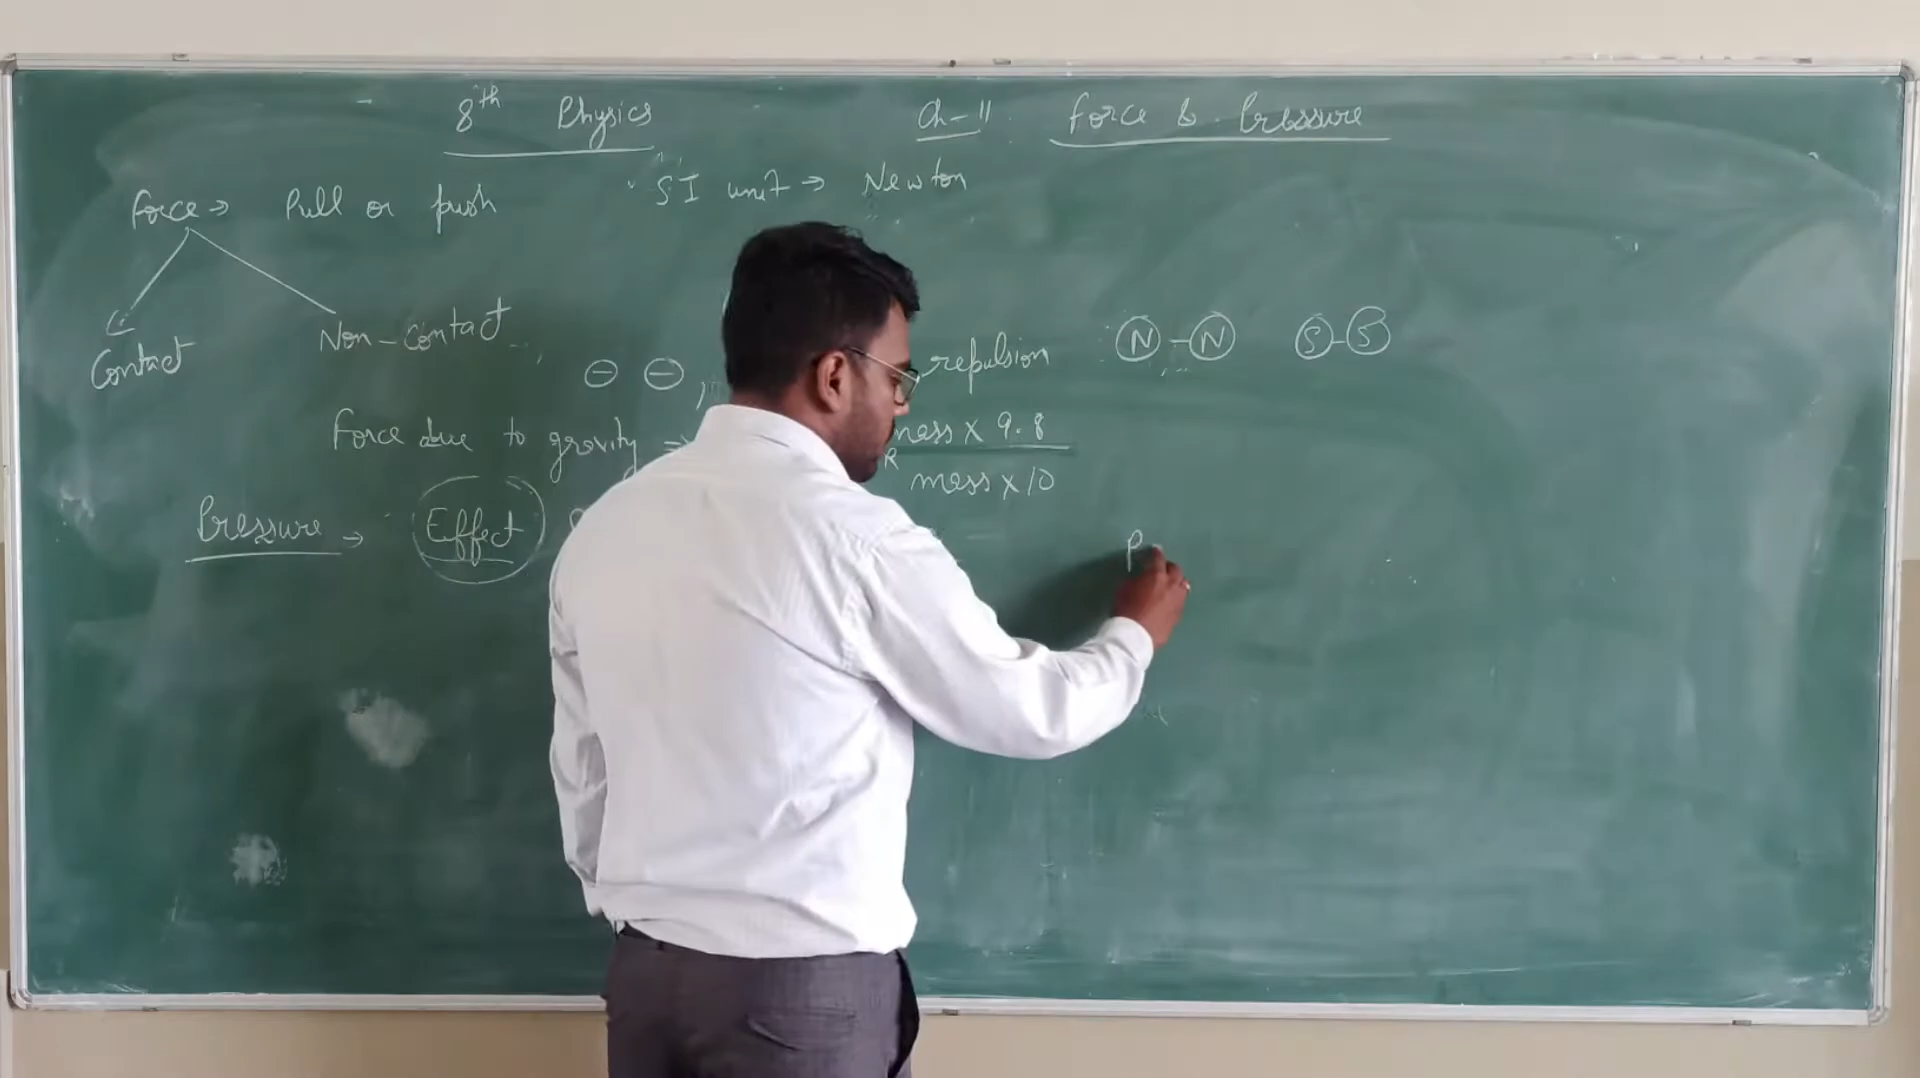 8th Physics Ch-11 Force & Pressure
Force → Pull or push SI unit → Newton
Contact Non-contact
⊖ ⊖, repulsion Ⓝ-Ⓝ Ⓢ-Ⓢ
Force due to gravity ⇒ mass x 9.8
R mass x 10
Pressure → Effect
P